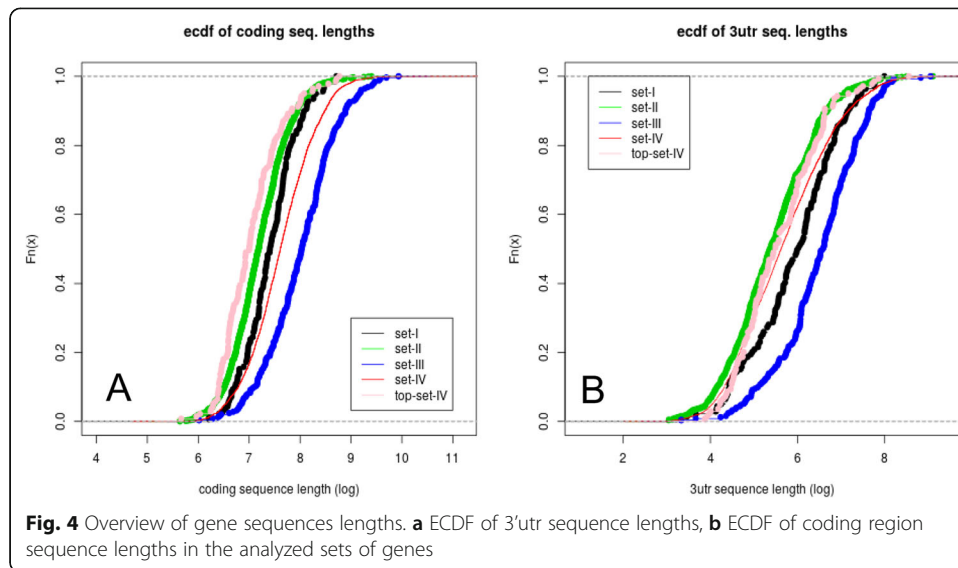 ecdf of coding seq. lengths
Fn(x)
0.0 0.2 0.4 0.6 0.8 1.0
A
set-I
set-II
set-III
set-IV
top-set-IV
4 5 6 7 8 9 10 11
coding sequence length (log)
ecdf of 3utr seq. lengths
Fn(x)
0.0 0.2 0.4 0.6 0.8 1.0
set-I
set-II
set-III
set-IV
top-set-IV
B
2 4 6 8
3utr sequence length (log)
Fig. 4 Overview of gene sequences lengths. a ECDF of 3'utr sequence lengths, b ECDF of coding region
sequence lengths in the analyzed sets of genes